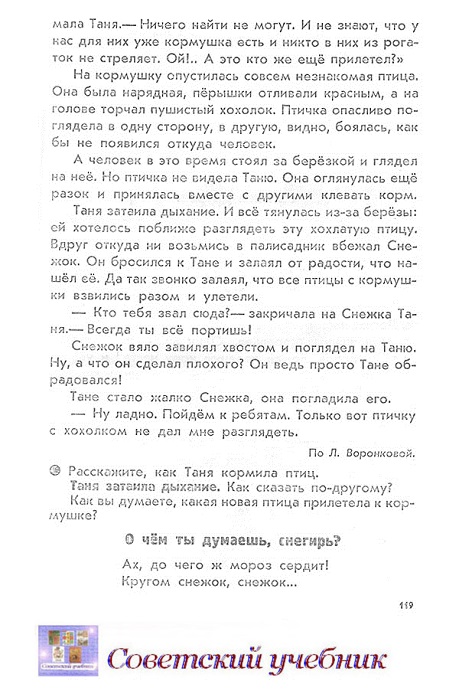 мала Таня.— Ничего найти не могут. И не знают, что у
нас для них уже кормушка есть и никто в них из рога-
ток не стреляет. Ой!.. А это кто же ещё прилетел?»
На кормушку опустилась совсем незнакомая птица.
Она была нарядная, пёрышки отливали красным, а на
голове торчал пушистый хохолок. Птичка опасливо по-
глядела в одну сторону, в другую, видно, боялась, как
бы не появился откуда человек.
А человек в это время стоял за берёзкой и глядел
на неё. Но птичка не видела Таню. Она оглянулась ещё
разок и принялась вместе с другими клевать корм.
Таня затаила дыхание. И всё тянулась из-за берёзы:
ей хотелось поближе разглядеть эту хохлатую птицу.
Вдруг откуда ни возьмись в палисадник вбежал Сне-
жок. Он бросился к Тане и залаял от радости, что на-
шёл её. Да так звонко залаял, что все птицы с кормуш-
ки взвились разом и улетели.
— Кто тебя звал сюда?— закричала на Снежка Та-
ня.— Всегда ты всё портишь!
Снежок вяло завилял хвостом и поглядел на Таню.
Ну, а что он сделал плохого? Он ведь просто Тане об-
радовался!
Тане стало жалко Снежка, она погладила его.
— Ну ладно. Пойдём к ребятам. Только вот птичку
с хохолком не дал мне разглядеть.
По Л. Воронковой.
Расскажите, как Таня кормила птиц.
Таня затаила дыхание. Как сказать по-другому?
Как вы думаете, какая новая птица прилетела к кор-
мушке?
О чём ты думаешь, снегирь?
Ах, до чего ж мороз сердит!
Кругом снежок, снежок...
119
Советский учебник